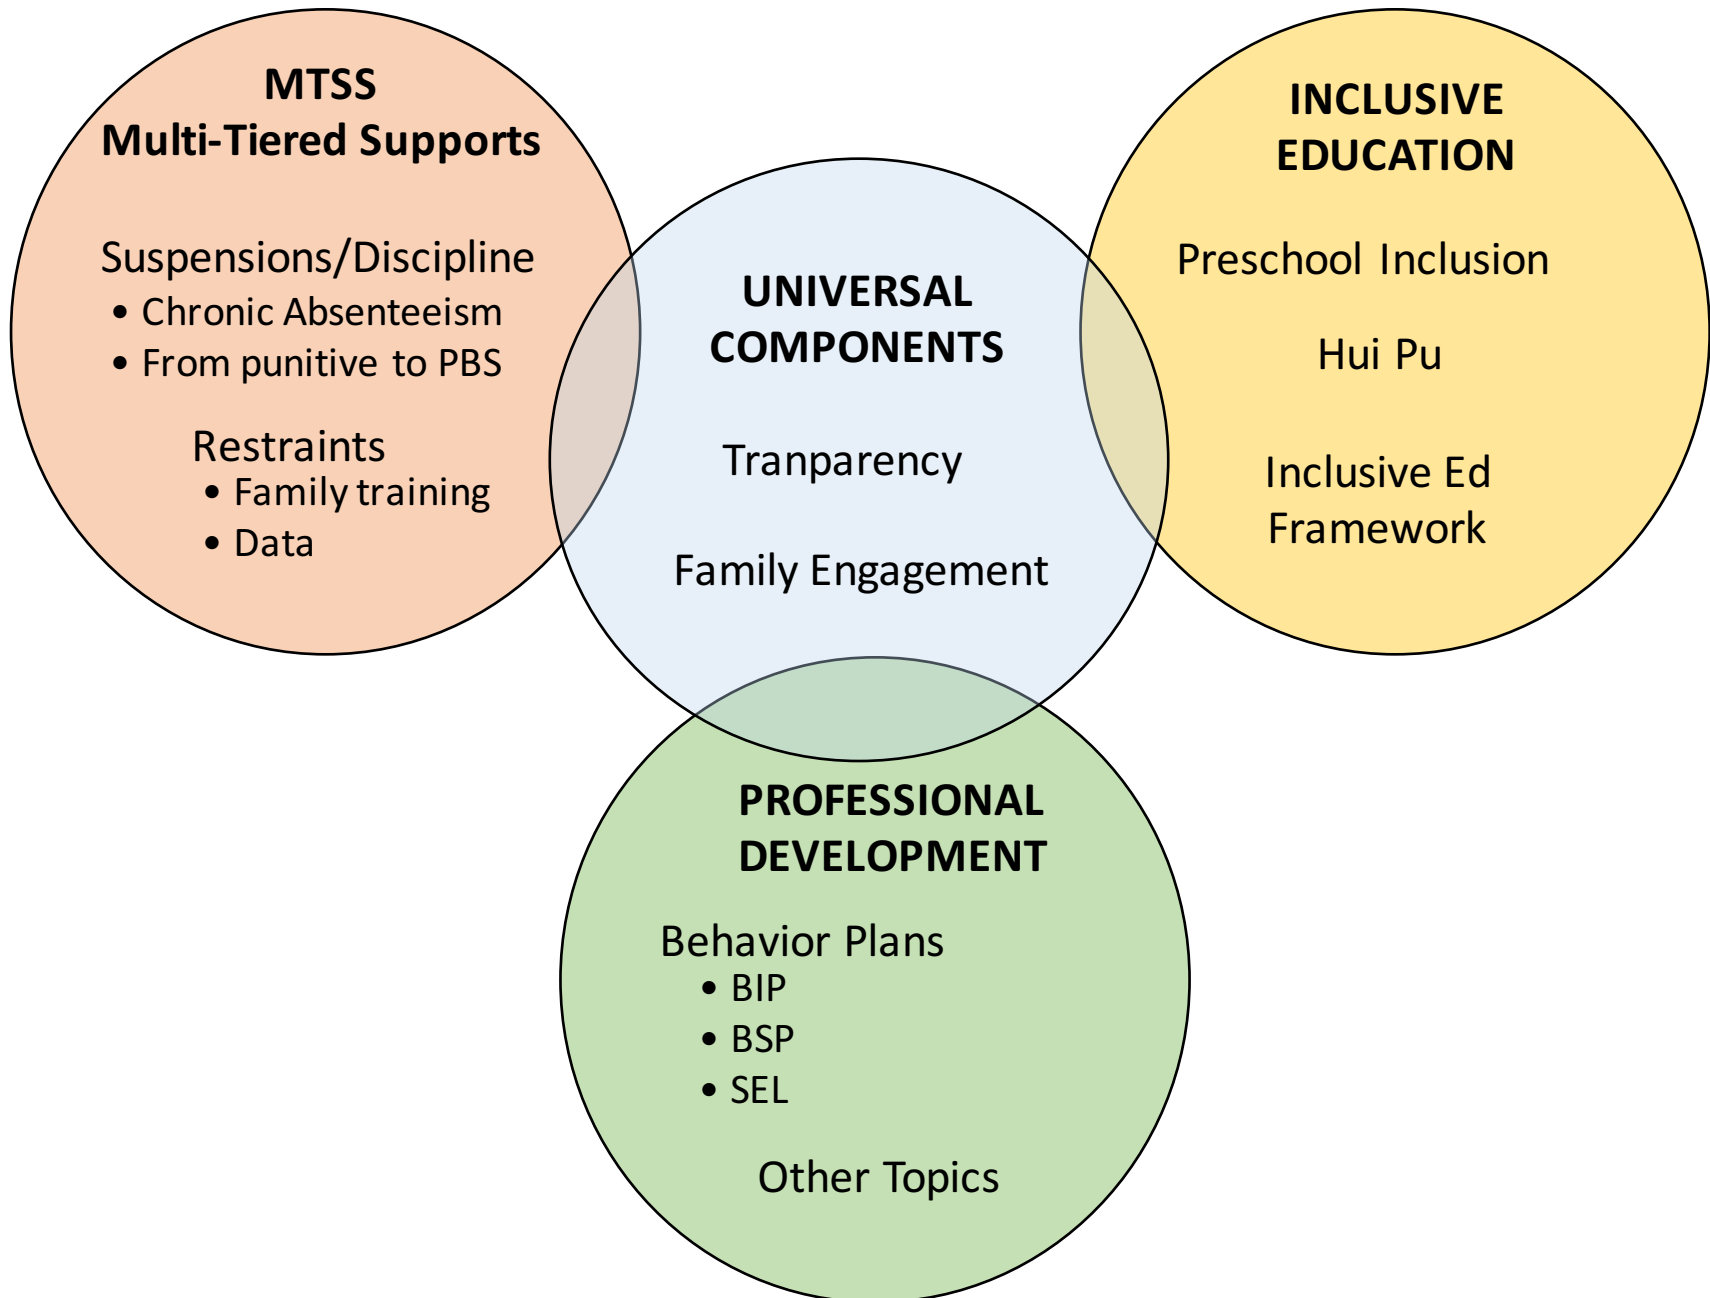 MTSS
Multi-Tiered Supports
Suspensions/Discipline
• Chronic Absenteeism
• From punitive to PBS
Restraints
• Family training
• Data
UNIVERSAL
COMPONENTS
Tranparency
Family Engagement
INCLUSIVE
EDUCATION
Preschool Inclusion
Hui Pu
Inclusive Ed
Framework
PROFESSIONAL
DEVELOPMENT
Behavior Plans
• BIP
• BSP
• SEL
Other Topics